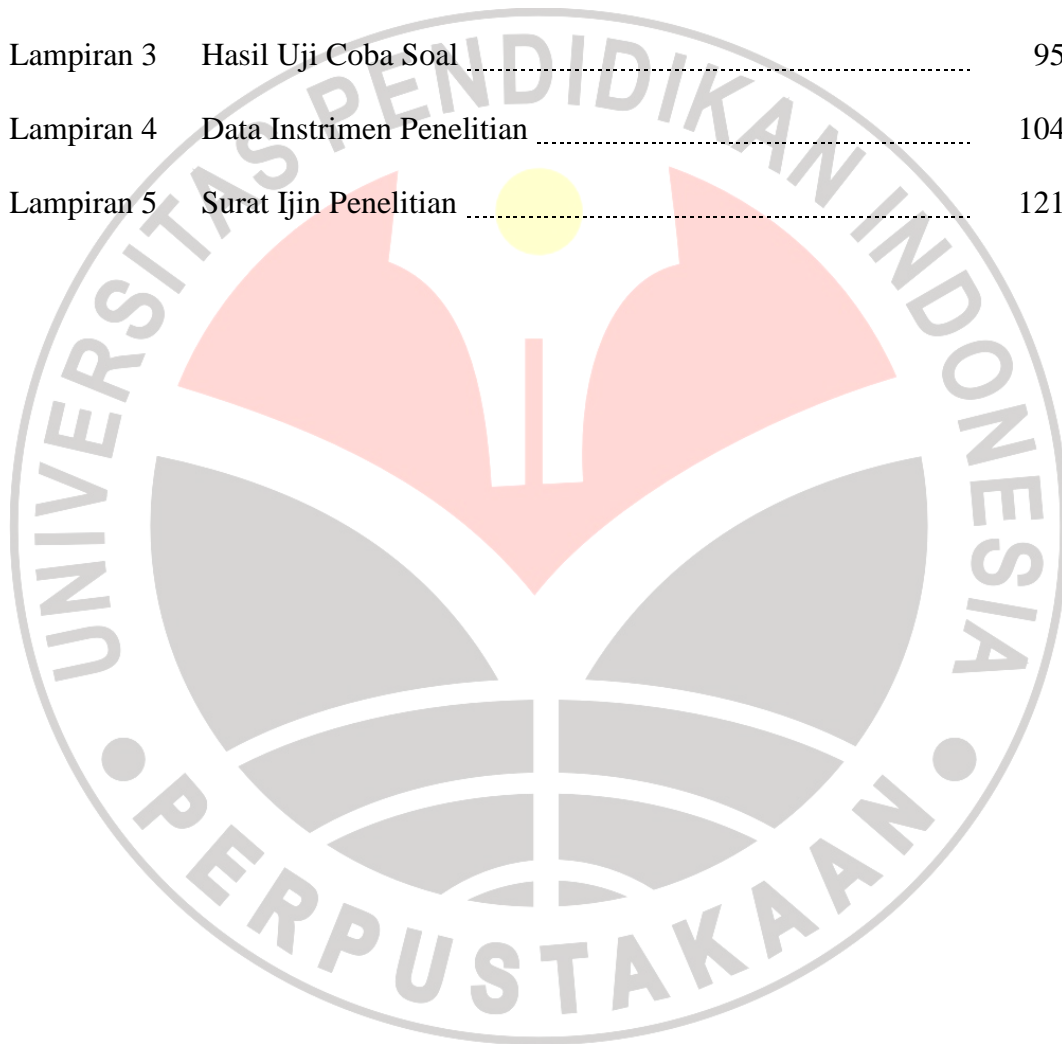 Lampiran 3 Hasil Uji Coba Soal 95
Lampiran 4 Data Instrimen Penelitian 104
Lampiran 5 Surat Ijin Penelitian 121
UNIVERSITAS PENDIDIKAN INDONESIA
PERPUSTAKAAN